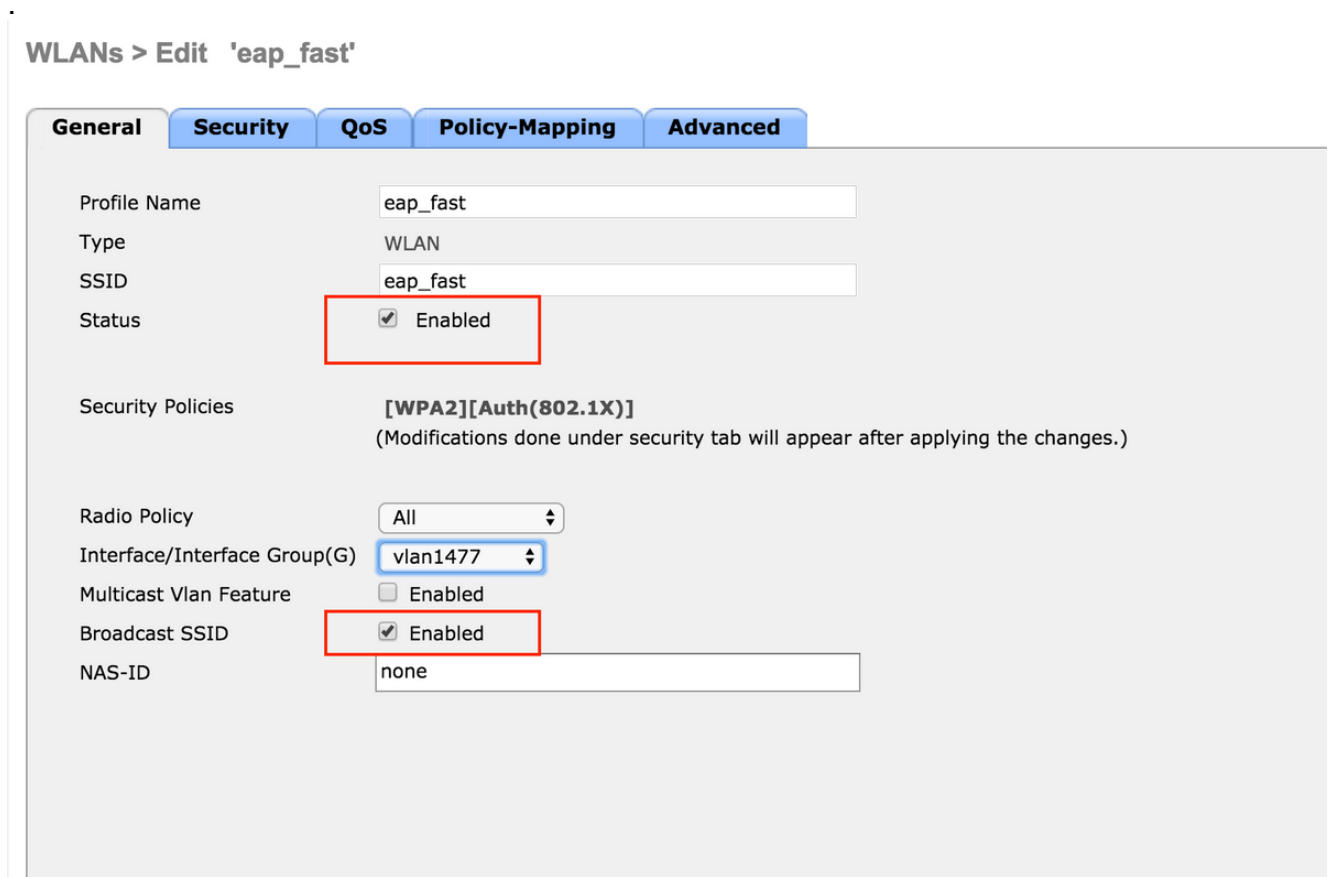 .
WLANs > Edit 'eap_fast'
General Security QoS Policy-Mapping Advanced
Profile Name eap_fast
Type WLAN
SSID eap_fast
Status Enabled
Security Policies [WPA2][Auth(802.1X)]
(Modifications done under security tab will appear after applying the changes.)
Radio Policy All
Interface/Interface Group(G) vlan1477
Multicast Vlan Feature Enabled
Broadcast SSID Enabled
NAS-ID none